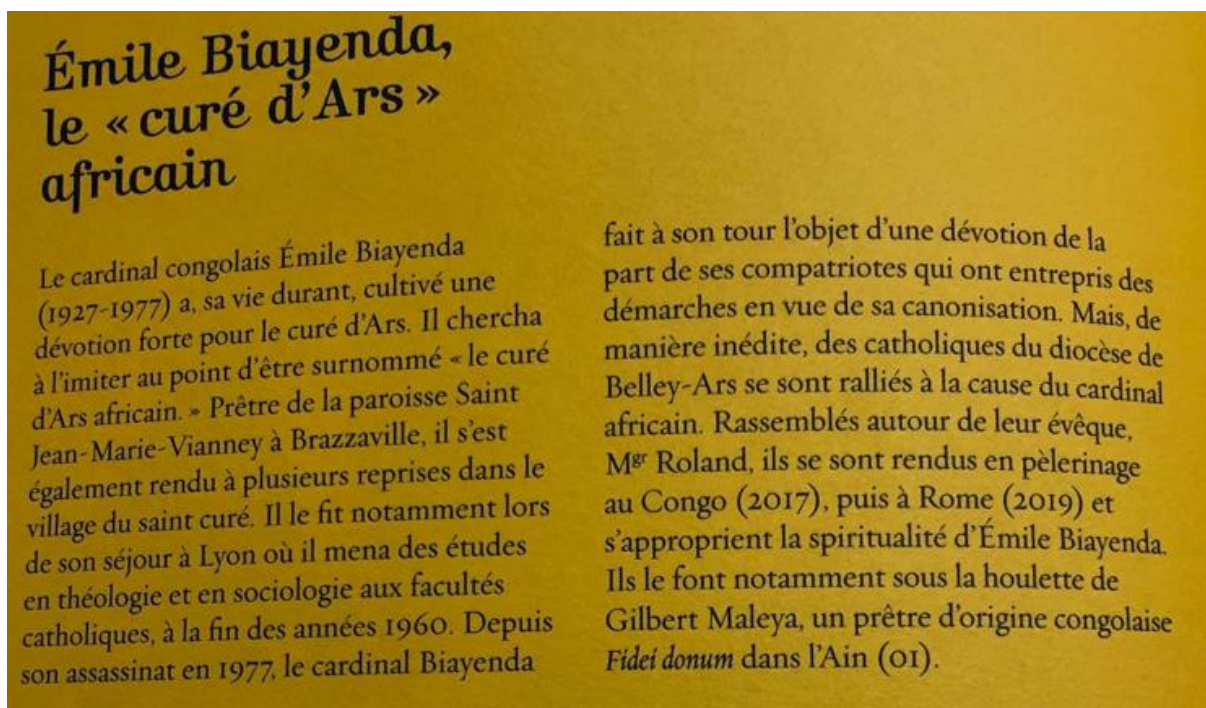 Émile Biayenda,
le « curé d’Ars »
africain
Le cardinal congolais Émile Biayenda
(1927-1977) a, sa vie durant, cultivé une
dévotion forte pour le curé d’Ars. Il chercha
à l’imiter au point d’être surnommé « le curé
d’Ars africain. » Prêtre de la paroisse Saint
Jean-Marie-Vianney à Brazzaville, il s’est
également rendu à plusieurs reprises dans le
village du saint curé. Il le fit notamment lors
de son séjour à Lyon où il mena des études
en théologie et en sociologie aux facultés
catholiques, à la fin des années 1960. Depuis
son assassinat en 1977, le cardinal Biayenda
fait à son tour l’objet d’une dévotion de la
part de ses compatriotes qui ont entrepris des
démarches en vue de sa canonisation. Mais, de
manière inédite, des catholiques du diocèse de
Belley-Ars se sont ralliés à la cause du cardinal
africain. Rassemblés autour de leur évêque,
Mgr Roland, ils se sont rendus en pèlerinage
au Congo (2017), puis à Rome (2019) et
s’approprient la spiritualité d’Émile Biayenda.
Ils le font notamment sous la houlette de
Gilbert Maleya, un prêtre d’origine congolaise
Fidei donum dans l’Ain (01).